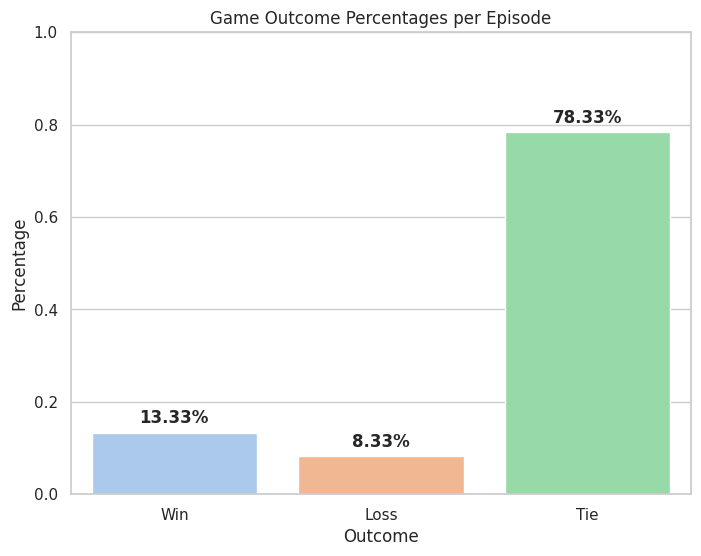 Game Outcome Percentages per Episode
1.0
0.8
0.6
0.4
0.2
0.0
Percentage
13.33%
8.33%
78.33%
Win
Loss
Tie
Outcome